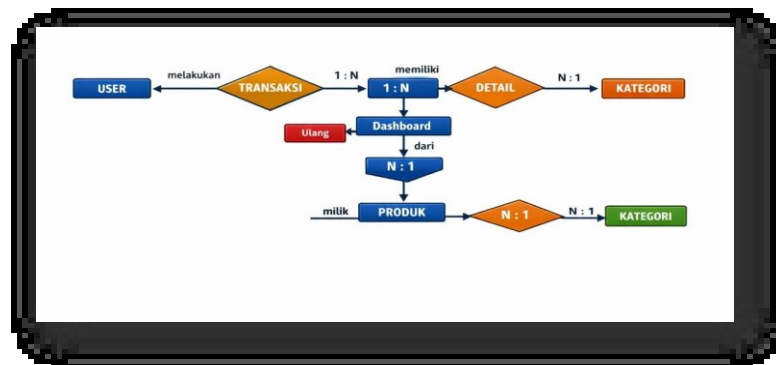 melakukan
1 : N
memiliki
N : 1
USER
TRANSAKSI
1 : N
DETAIL
KATEGORI
Ulang
Dashboard
dari
N : 1
milik
PRODUK
N : 1
N : 1
KATEGORI